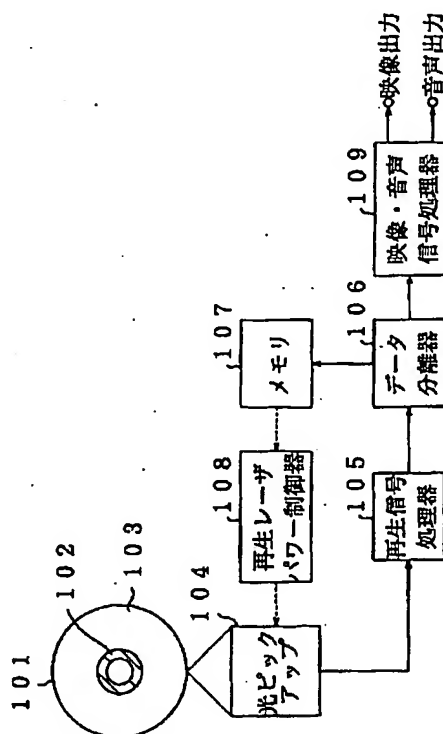 101
102
103
104
光ピック
アップ
108
再生レーザ
パワー制御器
107
メモリ
105
再生信号
処理器
106
データ
分離器
109
映像・音声
信号処理器
映像出力
音声出力